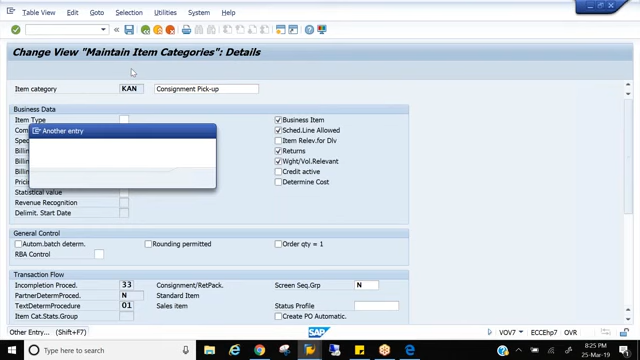 Table View Edit Goto Selection Utilities System Help
Change View "Maintain Item Categories": Details
Item category KAN Consignment Pick-up
Business Data
Item Type Business Item
Com Sched.Line Allowed
Spec Item Relev.for Dlv
Billin Returns
Billin Wght/Vol.Relevant
Billin Credit active
Pricin Determine Cost
Another entry
Statistical value
Revenue Recognition
Delimit. Start Date
General Control
Autom.batch determ. Rounding permitted Order qty = 1
RBA Control
Transaction Flow
Incompletion Proced. 33 Consignment/RetPack. Screen Seq.Grp N
PartnerDetermProced. N Standard Item
TextDetermProcedure 01 Sales item Status Profile
Item Cat.Stats.Group Create PO Automatic.
Other Entry... (Shift+F7) SAP VOV7 ECCEhp7 OVR
Type here to search 8:25 PM
25-Mar-19